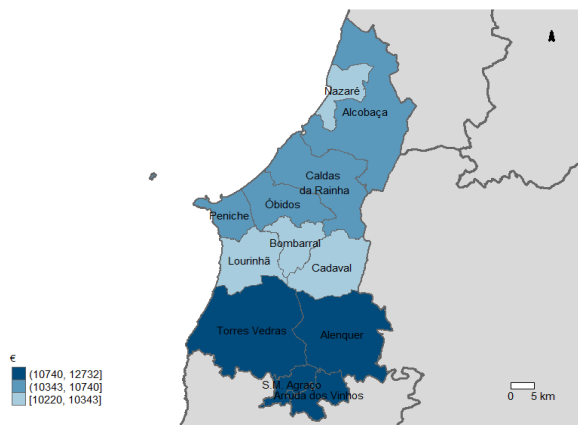 Nazaré
Alcobaça
Caldas
da Rainha
Óbidos
Peniche
Bombarral
Lourinhã
Cadaval
Torres Vedras
Alenquer
S.M. Agraço
Arruda dos Vinhos
€
(10740, 12732]
(10343, 10740]
[10220, 10343]
0 5 km